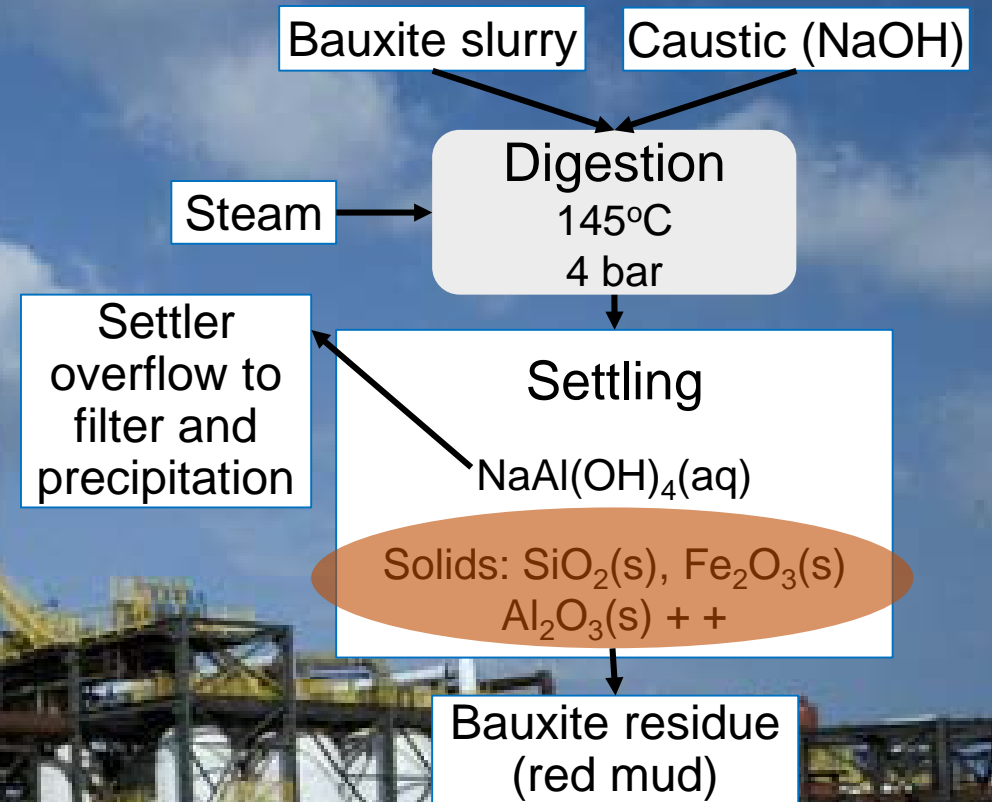 Bauxite slurry
Caustic (NaOH)
Digestion
145°C
4 bar
Steam
Settler
overflow to
filter and
precipitation
Settling
NaAl(OH)₄(aq)
Solids: SiO₂(s), Fe₂O₃(s)
Al₂O₃(s) + +
Bauxite residue
(red mud)